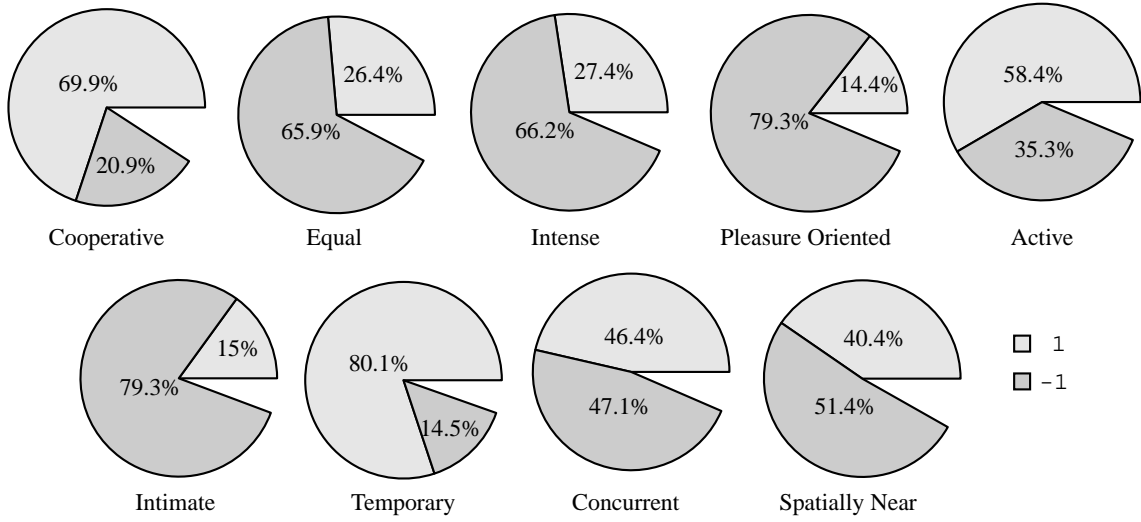 69.9%
20.9%
Cooperative
26.4%
65.9%
Equal
27.4%
66.2%
Intense
14.4%
79.3%
Pleasure Oriented
58.4%
35.3%
Active
15%
79.3%
Intimate
80.1%
14.5%
Temporary
46.4%
47.1%
Concurrent
40.4%
51.4%
Spatially Near
1
-1